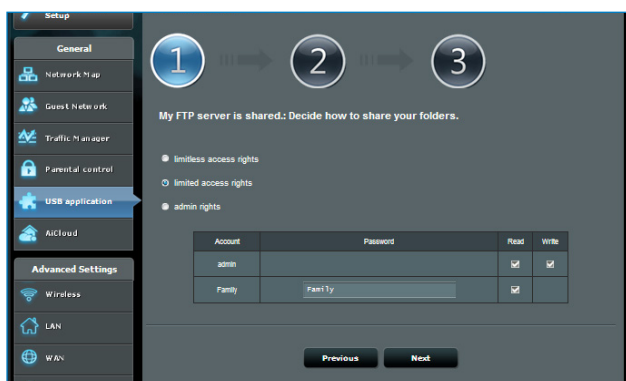 Setup
General
Network Map
Guest Network
Traffic Manager
Parental control
USB application
AiCloud
Advanced Settings
Wireless
LAN
WAN
1 2 3
My FTP server is shared.: Decide how to share your folders.
limitless access rights
limited access rights
admin rights
Account Password Read Write
admin
Family Family
Previous Next